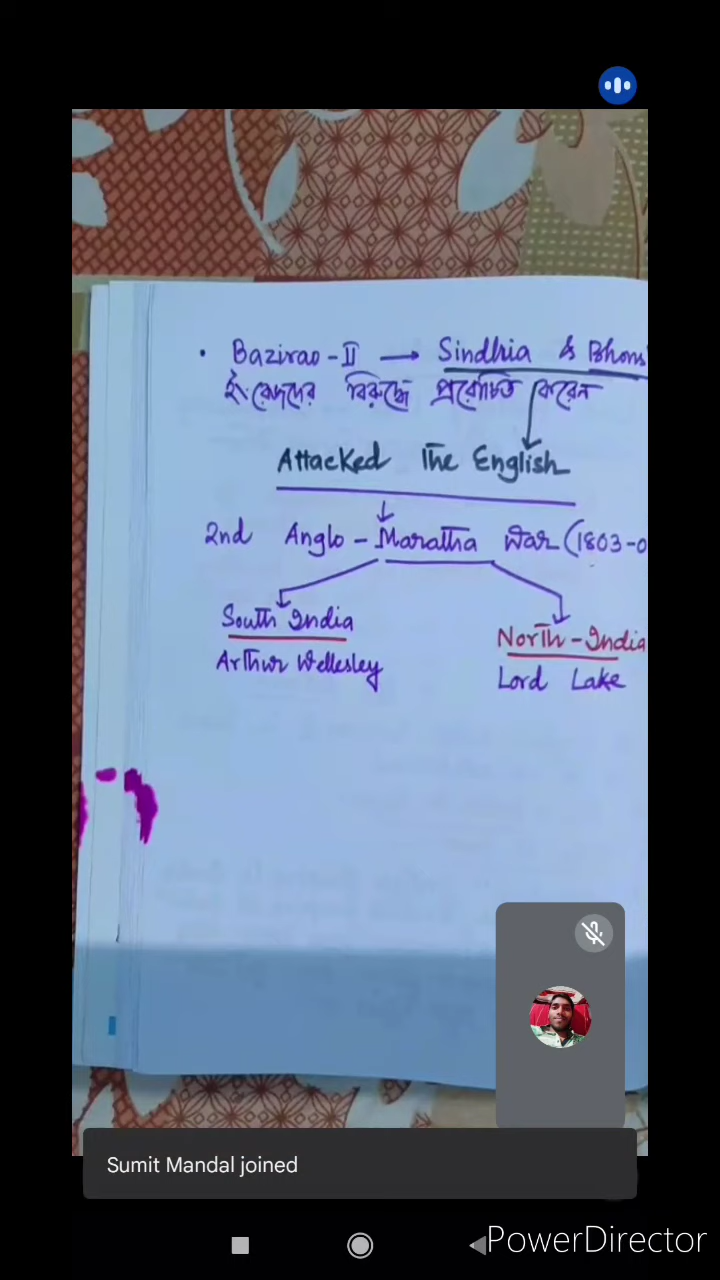 • Bazirao-II → Sindhia & Bhons
ইংরেজদের বিরুদ্ধে প্ররোচিত করেন
Attacked The English
2nd Anglo-Maratha War (1803-0
South India
North-India
Arthur Wellesley
Lord Lake
Sumit Mandal joined
PowerDirector